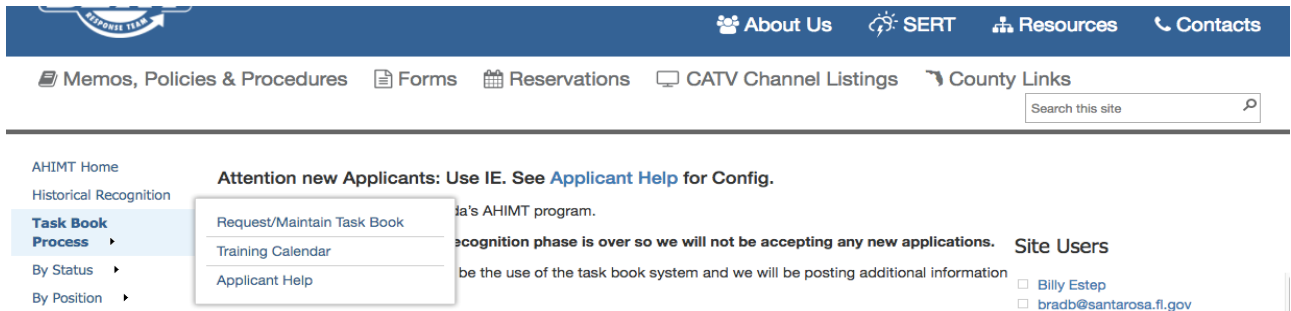 RESPONSE TEAM
About Us SERT Resources Contacts
Memos, Policies & Procedures Forms Reservations CATV Channel Listings County Links
Search this site
AHIMT Home
Historical Recognition
Task Book
Process
By Status
By Position
Attention new Applicants: Use IE. See Applicant Help for Config.
Request/Maintain Task Book
Training Calendar
Applicant Help
da's AHIMT program.
ecognition phase is over so we will not be accepting any new applications.
be the use of the task book system and we will be posting additional information
Site Users
Billy Estep
bradb@santarosa.fl.gov